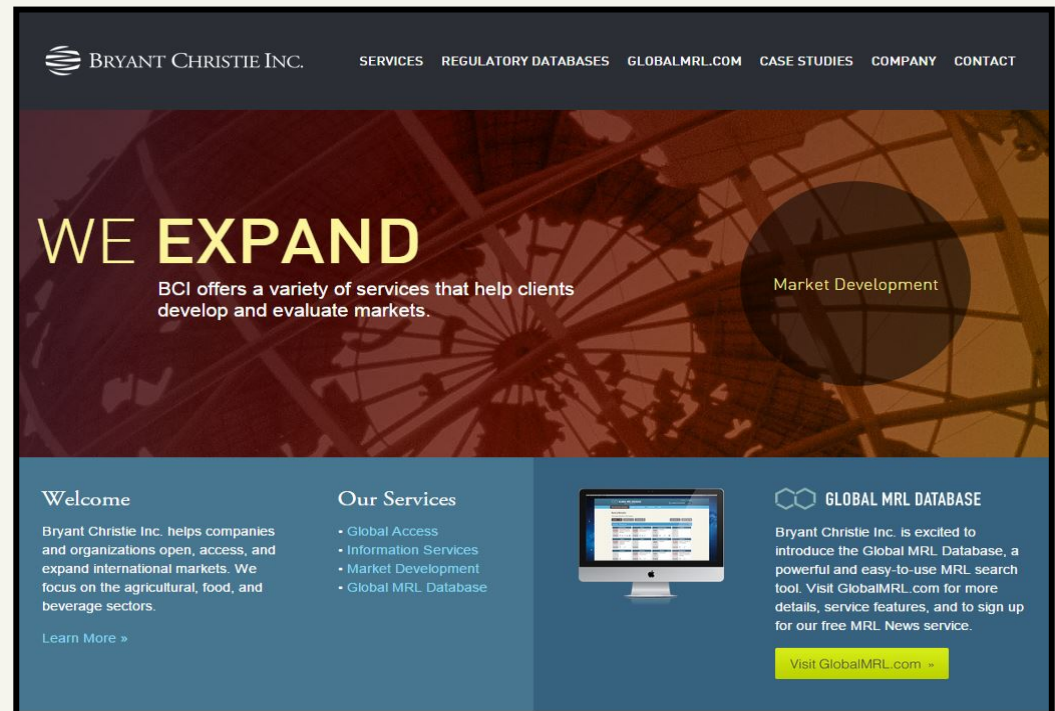 BRYANT CHRISTIE INC.
SERVICES REGULATORY DATABASES GLOBALMRL.COM CASE STUDIES COMPANY CONTACT
WE EXPAND
BCI offers a variety of services that help clients
develop and evaluate markets.
Market Development
Welcome
Bryant Christie Inc. helps companies
and organizations open, access, and
expand international markets. We
focus on the agricultural, food, and
beverage sectors.
Learn More »
Our Services
- Global Access
- Information Services
- Market Development
- Global MRL Database
GLOBAL MRL DATABASE
Bryant Christie Inc. is excited to
introduce the Global MRL Database, a
powerful and easy-to-use MRL search
tool. Visit GlobalMRL.com for more
details, service features, and to sign up
for our free MRL News service.
Visit GlobalMRL.com »